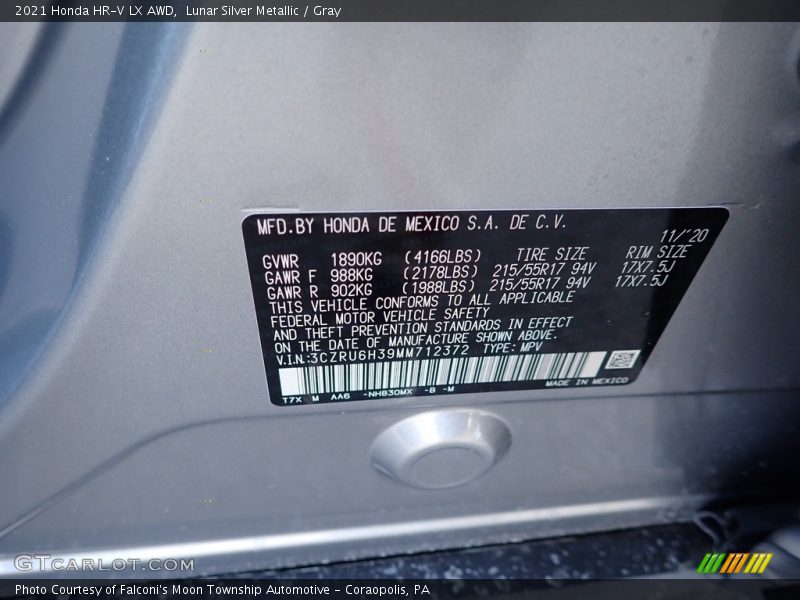 2021 Honda HR-V LX AWD,  Lunar Silver Metallic / Gray
MFD.BY HONDA DE MEXICO S.A. DE C.V.
11/'20
GVWR 1890KG (4166LBS) TIRE SIZE RIM SIZE
GAWR F 988KG (2178LBS) 215/55R17 94V 17X7.5J
GAWR R 902KG (1988LBS) 215/55R17 94V 17X7.5J
THIS VEHICLE CONFORMS TO ALL APPLICABLE
FEDERAL MOTOR VEHICLE SAFETY
AND THEFT PREVENTION STANDARDS IN EFFECT
ON THE DATE OF MANUFACTURE SHOWN ABOVE.
V.I.N:3CZRU6H39MM712372 TYPE:MPV
MADE IN MEXICO
T7X M AA6 -NH830MX -B -M
GTCARLOT.COM
Photo Courtesy of Falconi's Moon Township Automotive - Coraopolis, PA